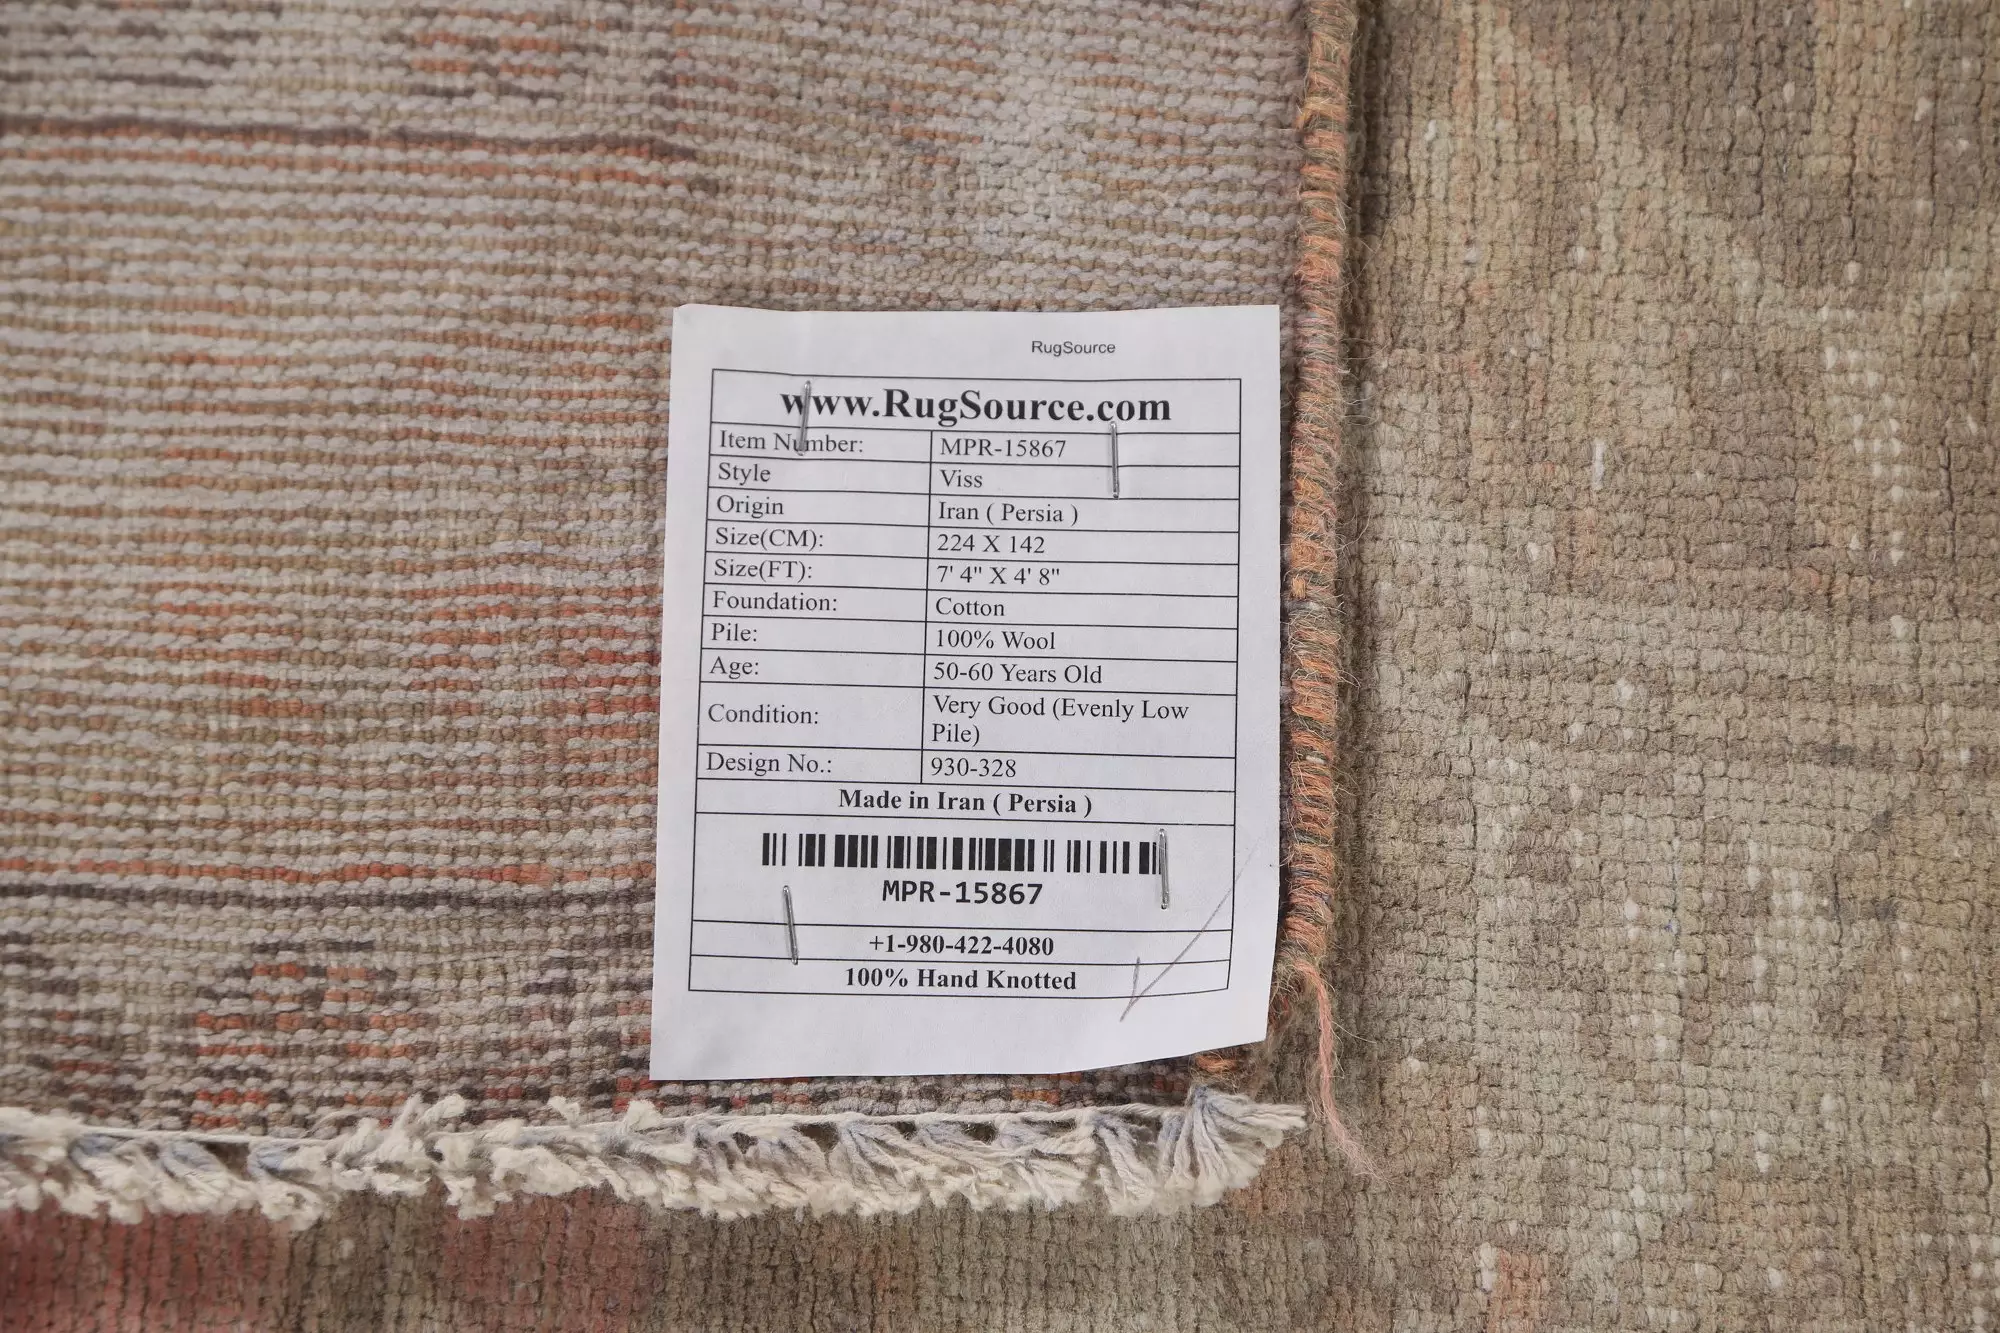 RugSource
www.RugSource.com
Item Number: MPR-15867
Style Viss
Origin Iran ( Persia )
Size(CM): 224 X 142
Size(FT): 7' 4" X 4' 8"
Foundation: Cotton
Pile: 100% Wool
Age: 50-60 Years Old
Condition: Very Good (Evenly Low
Pile)
Design No.: 930-328
Made in Iran ( Persia )
MPR-15867
+1-980-422-4080
100% Hand Knotted